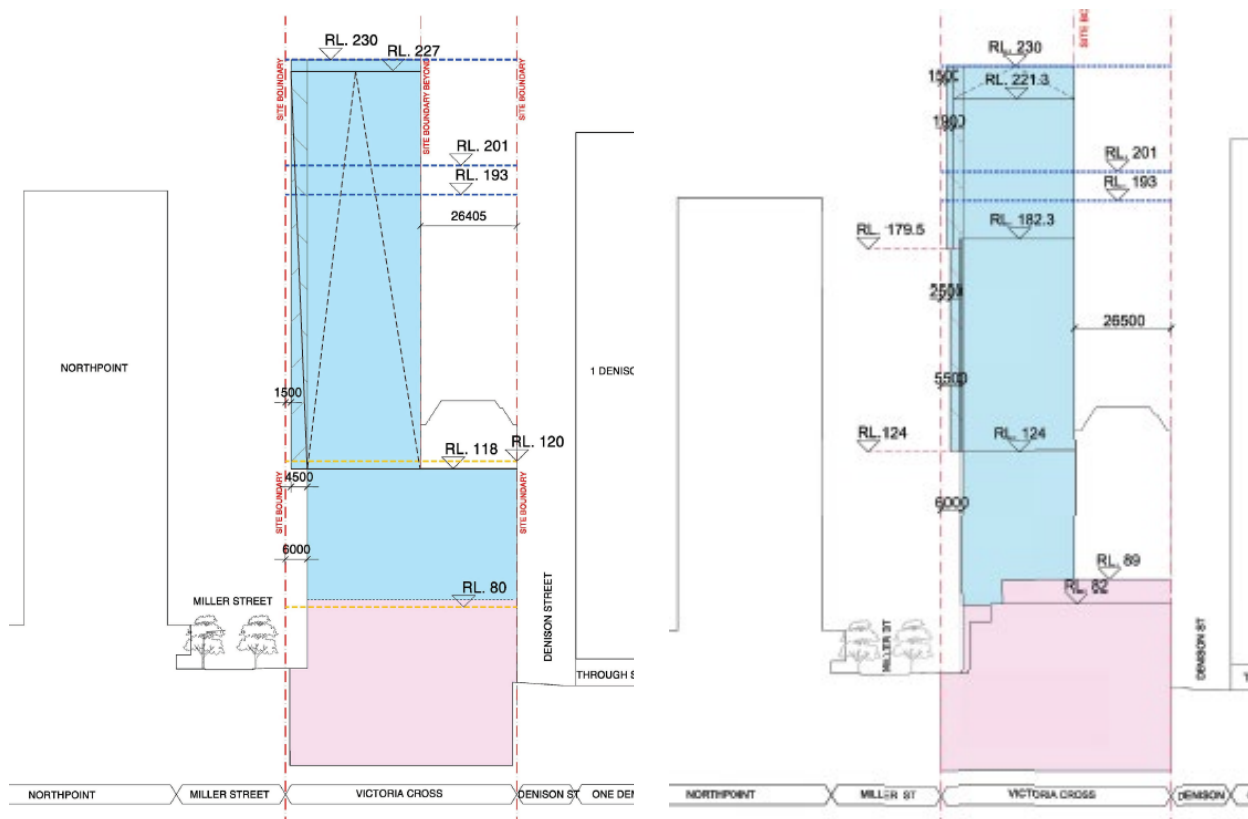 RL. 230
RL. 227
SITE BOUNDARY
SITE BOUNDARY BEYOND
SITE BOUNDARY
RL. 201
RL. 193
26405
NORTHPOINT
1 DENISO
1500
RL. 118
RL. 120
4500
SITE BOUNDARY
SITE BOUNDARY
6000
RL. 80
MILLER STREET
DENISON STREET
THROUGH S
NORTHPOINT
MILLER STREET
VICTORIA CROSS
DENISON ST
ONE DEN
SITE BO
RL. 230
1500
RL. 221.3
1900
RL. 201
RL. 193
RL. 182.3
RL. 179.5
2500
26500
5500
RL. 124
RL. 124
6000
RL. 89
RL. 82
MILLER ST
DENISON ST
NORTHPOINT
MILLER ST
VICTORIA CROSS
DENISON